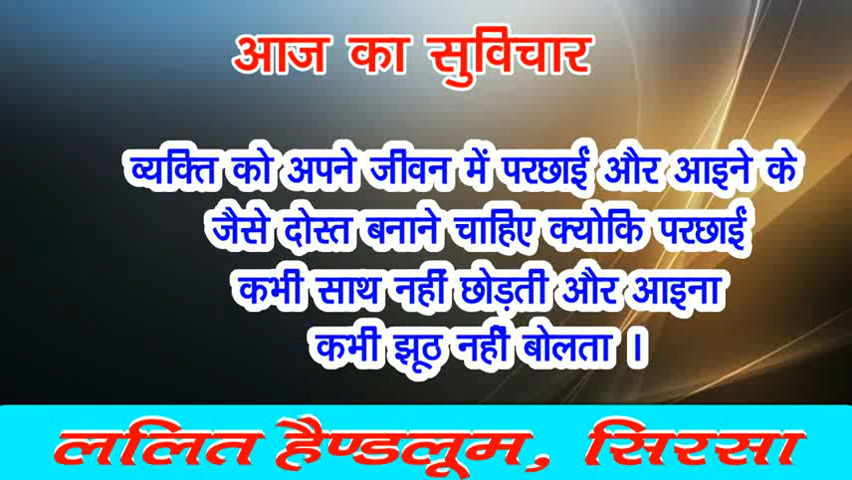 आज का सुविचार
व्यक्ति को अपने जीवन में परछाईं और आइने के
जैसे दोस्त बनाने चाहिए क्योकि परछाईं
कभी साथ नहीं छोड़ती और आइना
कभी झूठ नहीं बोलता ।
ललित हैण्डलूम, सिरसा